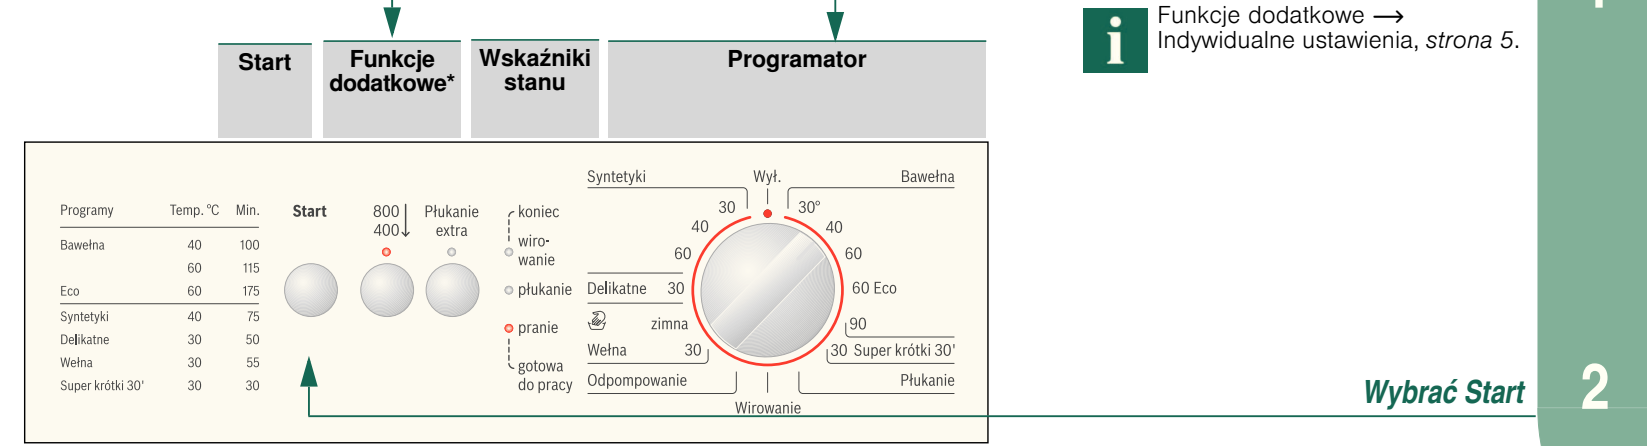 Funkcje dodatkowe →
Indywidualne ustawienia, strona 5.
Start
Funkcje
dodatkowe*
Wskaźniki
stanu
Programator
Programy Temp. °C Min.
Bawełna 40 100
60 115
Eco 60 175
Syntetyki 40 75
Delikatne 30 50
Wełna 30 55
Super krótki 30' 30 30
Start
800
400↓
Płukanie
extra
koniec
wiro-
wanie
płukanie
pranie
gotowa
do pracy
Syntetyki
Wył.
Bawełna
30
40
60
Delikatne 30
zimna
Wełna 30
Odpompowanie
30°
40
60
60 Eco
90
30 Super krótki 30'
Płukanie
Wirowanie
Wybrać Start
2